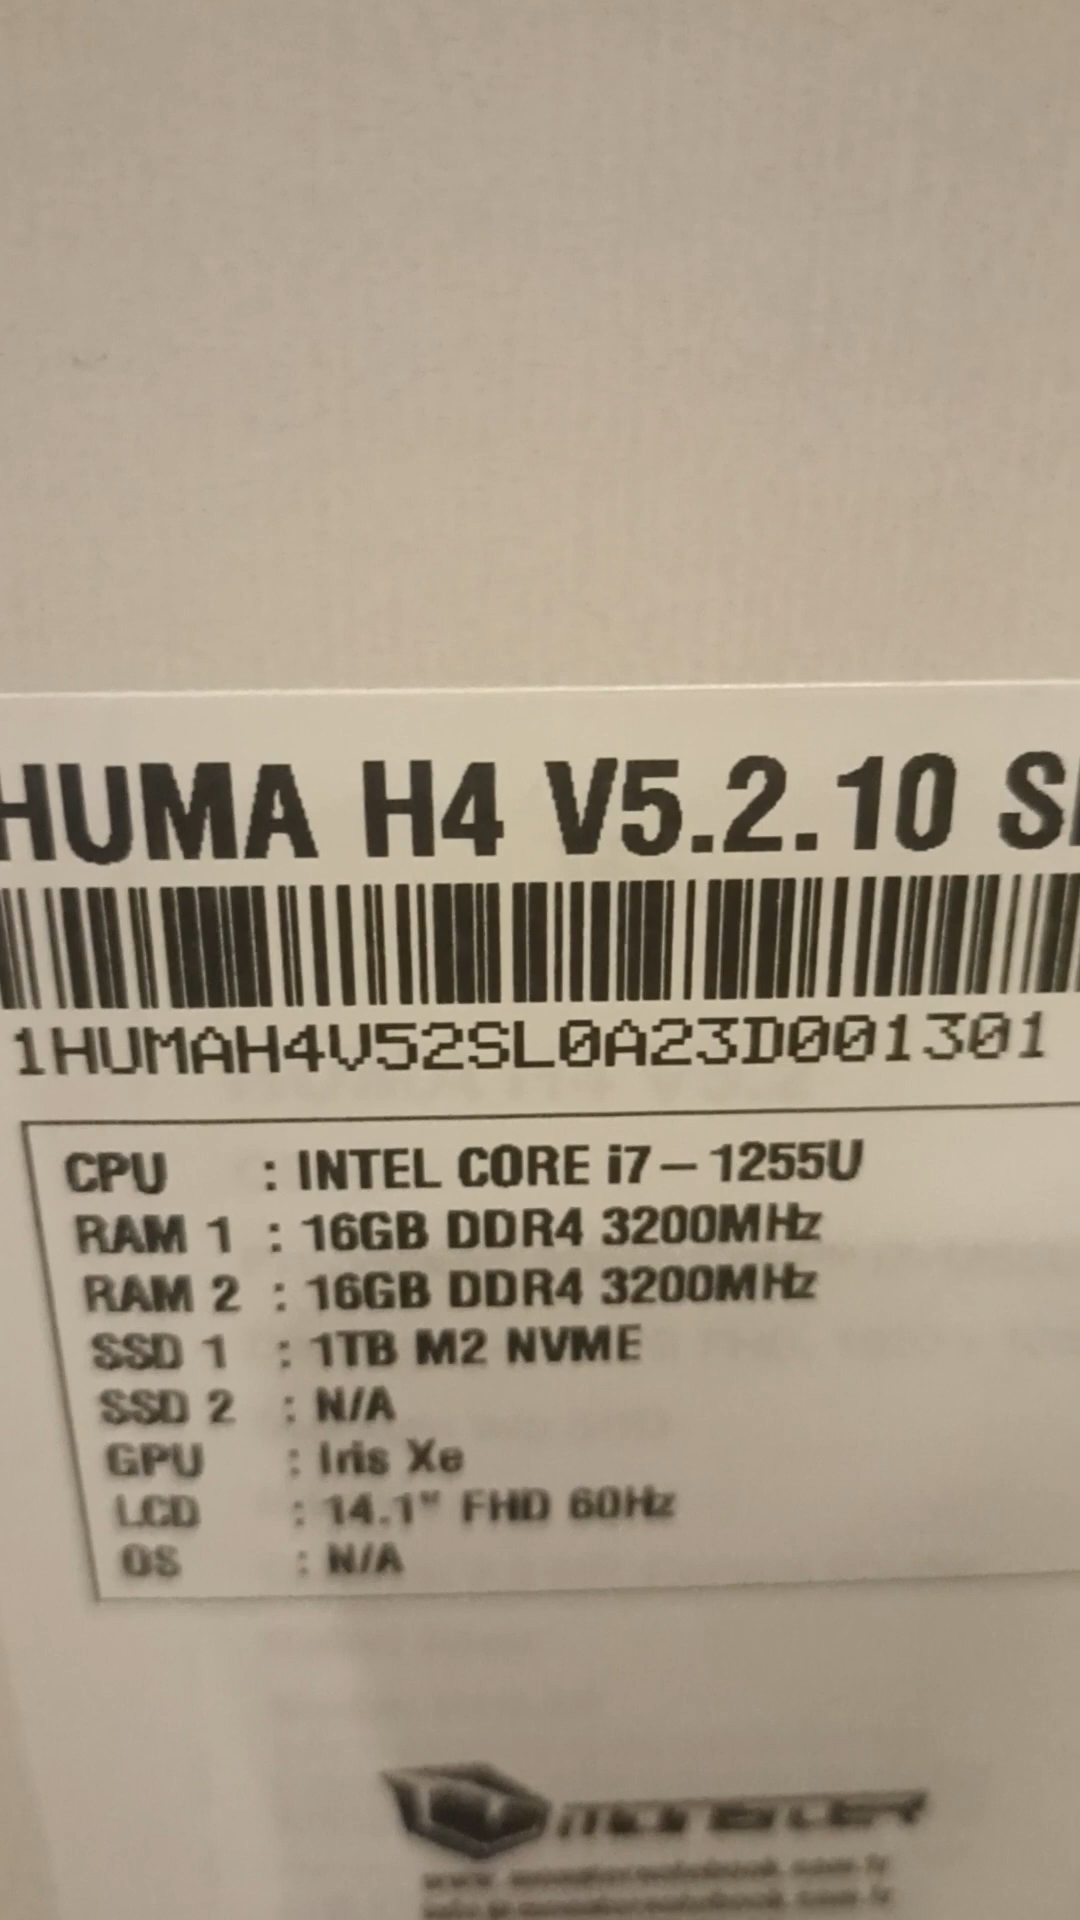 HUMA H4 V5.2.10
1HUMAH4V52SL0A23D001301
CPU : INTEL CORE i7-1255U
RAM 1 : 16GB DDR4 3200MHz
RAM 2 : 16GB DDR4 3200MHz
SSD 1 : 1TB M2 NVME
SSD 2 : N/A
GPU : Iris Xe
LCD : 14.1" FHD 60Hz
OS : N/A
MONSTER